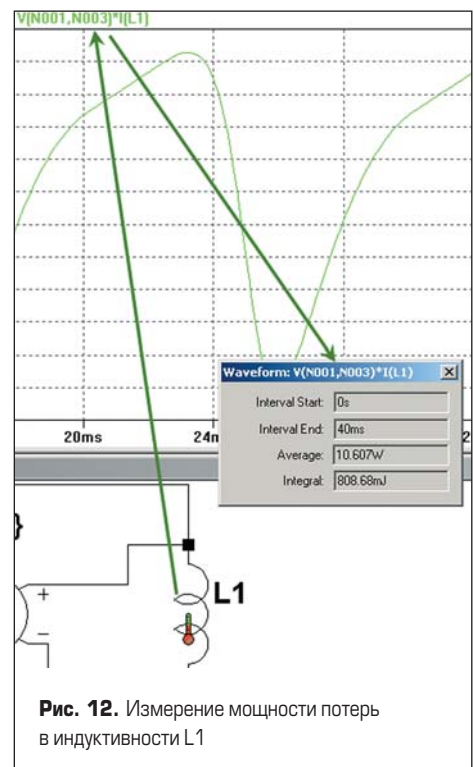 V(N001,N003)*I(L1)
Waveform: V(N001,N003)*I(L1)
Interval Start: 0s
Interval End: 40ms
Average: 10.607W
Integral: 808.68mJ
20ms
L1
+
–
Рис. 12. Измерение мощности потерь
в индуктивности L1